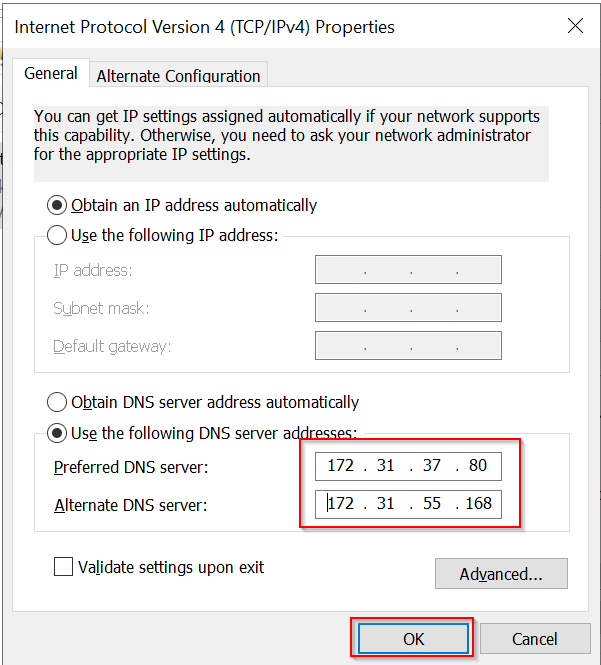 Internet Protocol Version 4 (TCP/IPv4) Properties
General
Alternate Configuration
You can get IP settings assigned automatically if your network supports
this capability. Otherwise, you need to ask your network administrator
for the appropriate IP settings.
Obtain an IP address automatically
Use the following IP address:
IP address:
Subnet mask:
Default gateway:
Obtain DNS server address automatically
Use the following DNS server addresses:
Preferred DNS server: 172 . 31 . 37 . 80
Alternate DNS server: 172 . 31 . 55 . 168
Validate settings upon exit
Advanced...
OK Cancel